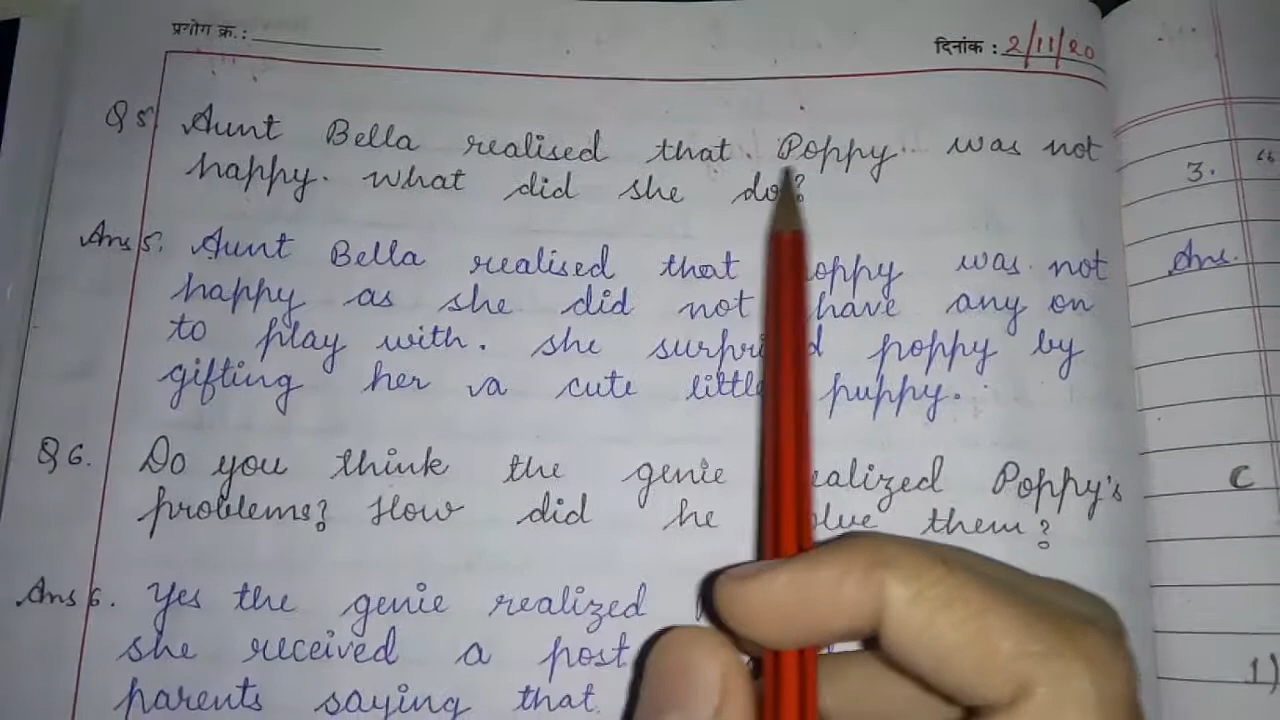 प्रयोग क्र. :
दिनांक : 2/11/20
Q 5 Aunt Bella realised that Poppy was not
happy. What did she do?
Ans 5. Aunt Bella realised that oppy was not
happy as she did not have any on
to play with. she surpri d poppy by
gifting her a cute littl puppy.
Q 6. Do you think the genie ealized Poppy's
problems? How did he olve them?
Ans 6. Yes the genie realized
she received a post
parents saying that
3.
Ans.
C
1)